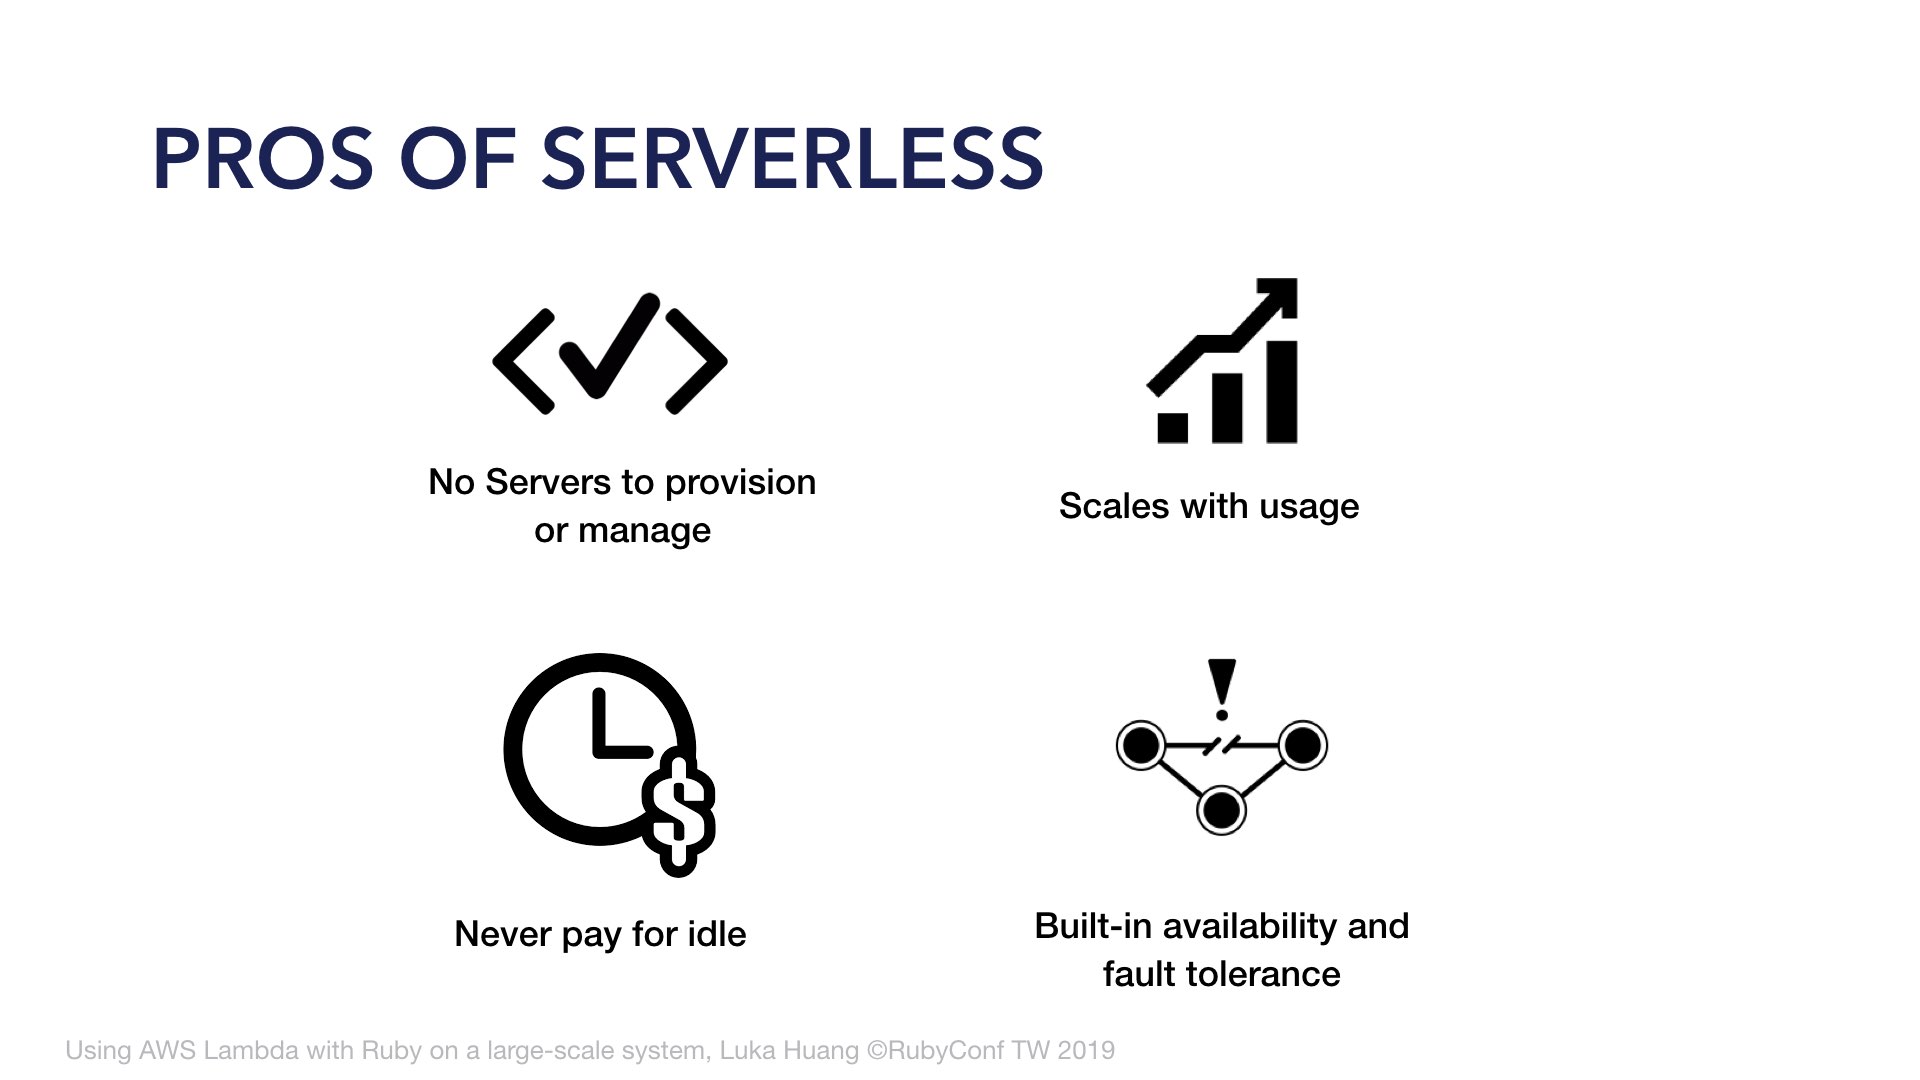 PROS OF SERVERLESS
No Servers to provision
or manage
Scales with usage
Never pay for idle
Built-in availability and
fault tolerance
Using AWS Lambda with Ruby on a large-scale system, Luka Huang ©RubyConf TW 2019